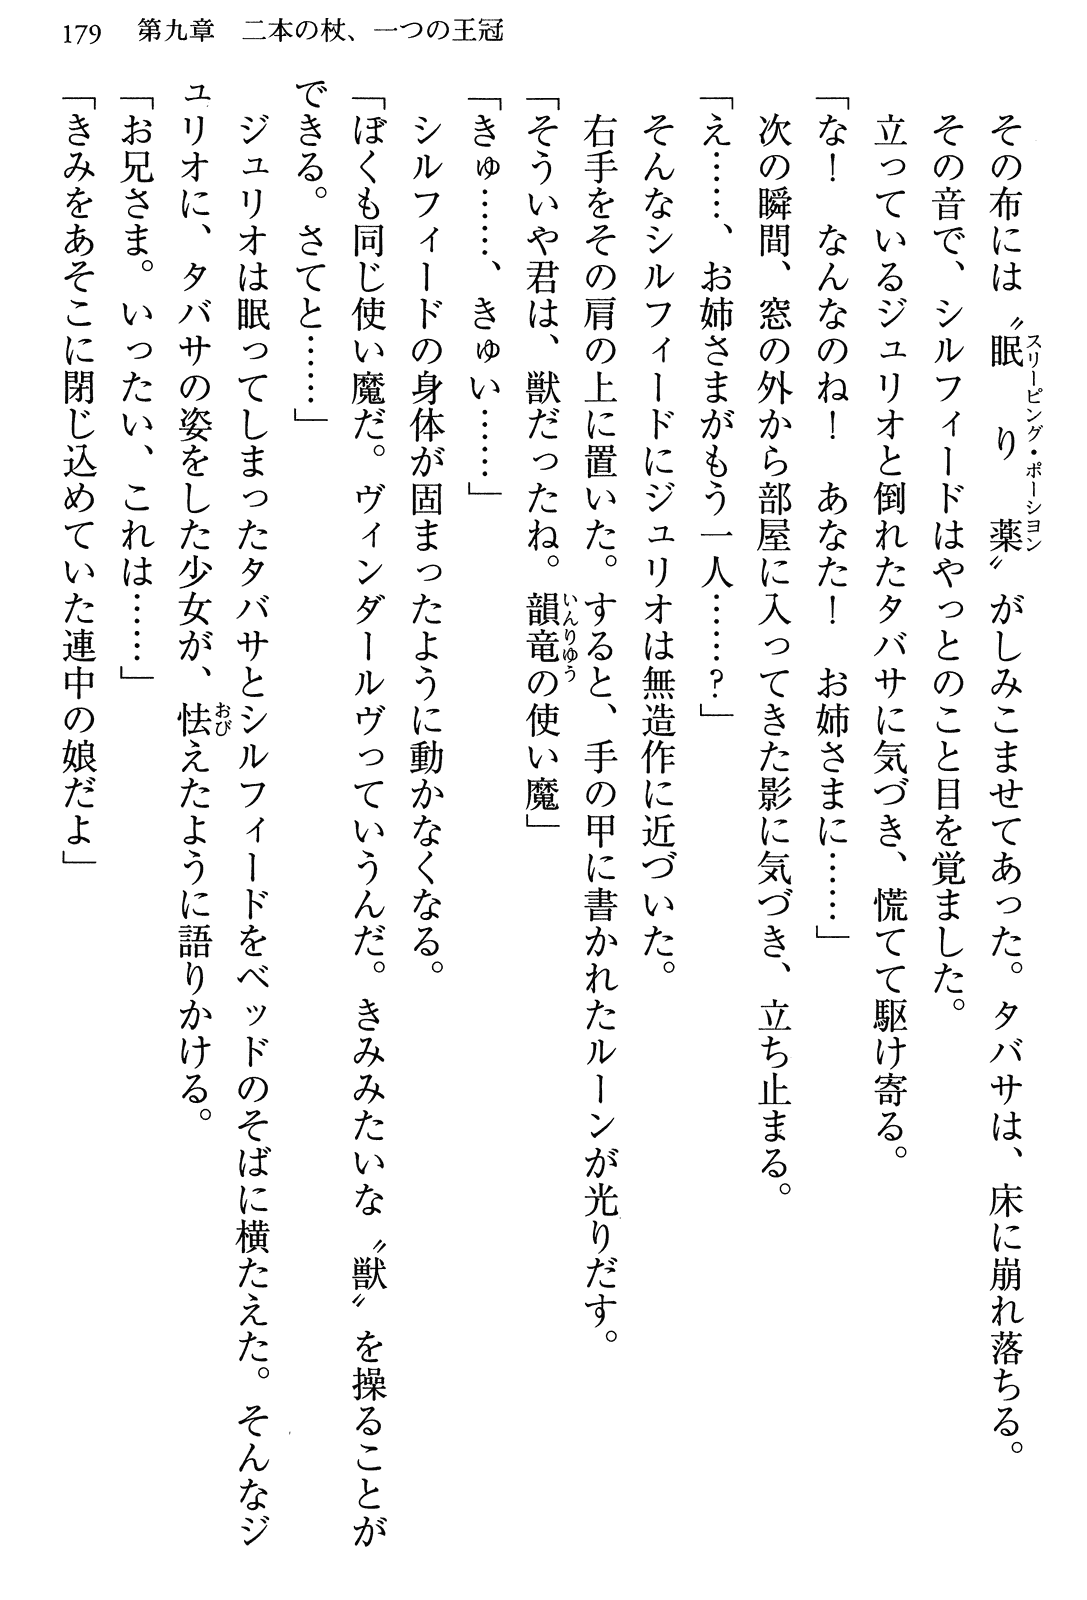 179 第九章 二本の杖、一つの王冠
その布には〝眠り薬〟がしみこませてあった。タバサは、床に崩れ落ちる。
スリーピング・ポーション
その音で、シルフィードはやっとのこと目を覚ました。
立っているジュリオと倒れたタバサに気づき、慌てて駆け寄る。
「な! なんなのね! あなた! お姉さまに……」
次の瞬間、窓の外から部屋に入ってきた影に気づき、立ち止まる。
「え……、お姉さまがもう一人……?」
そんなシルフィードにジュリオは無造作に近づいた。
右手をその肩の上に置いた。すると、手の甲に書かれたルーンが光りだす。
「そういや君は、獣だったね。韻竜の使い魔」
いんりゆう
「きゅ……、きゅい……」
シルフィードの身体が固まったように動かなくなる。
「ぼくも同じ使い魔だ。ヴィンダールヴっていうんだ。きみみたいな〝獣〟を操ることが
できる。さてと……」
ジュリオは眠ってしまったタバサとシルフィードをベッドのそばに横たえた。そんなジ
ュリオに、タバサの姿をした少女が、怯えたように語りかける。
おび
「お兄さま。いったい、これは……」
「きみをあそこに閉じ込めていた連中の娘だよ」